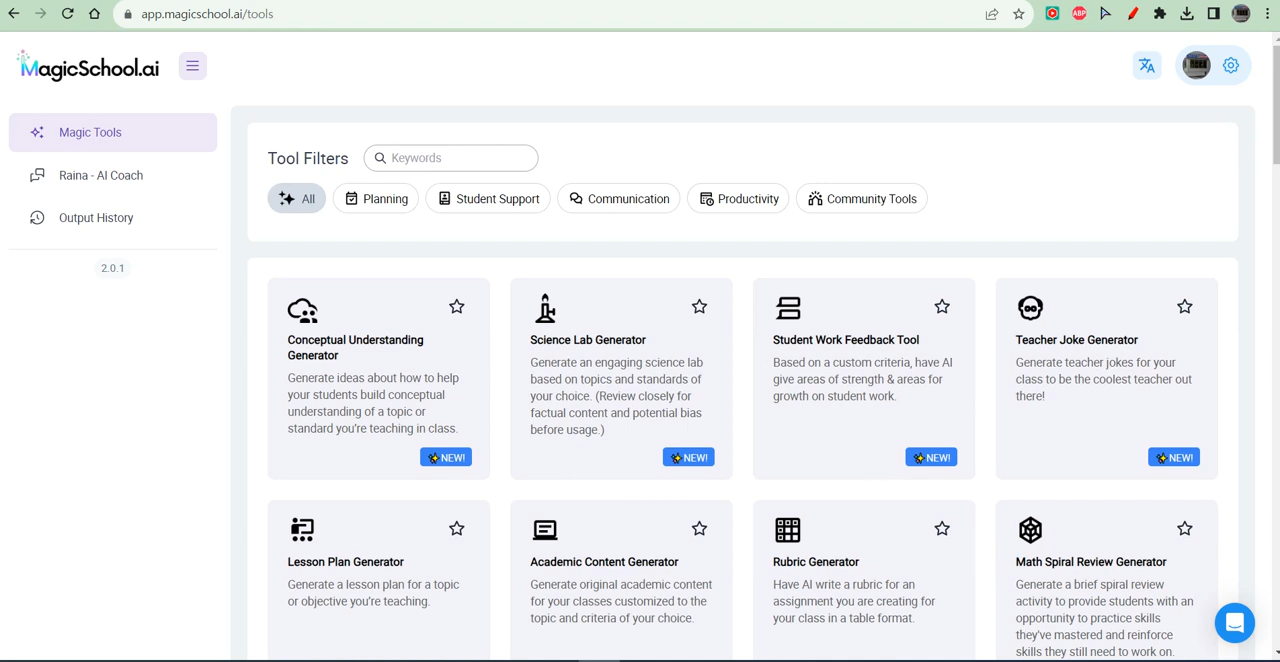 app.magicschool.ai/tools
ABP
MagicSchool.ai
Magic Tools
Raina - AI Coach
Output History
2.0.1
Tool Filters
Keywords
All
Planning
Student Support
Communication
Productivity
Community Tools
Conceptual Understanding
Generator
Generate ideas about how to help
your students build conceptual
understanding of a topic or
standard you're teaching in class.
NEW!
Science Lab Generator
Generate an engaging science lab
based on topics and standards of
your choice. (Review closely for
factual content and potential bias
before usage.)
NEW!
Student Work Feedback Tool
Based on a custom criteria, have AI
give areas of strength & areas for
growth on student work.
NEW!
Teacher Joke Generator
Generate teacher jokes for your
class to be the coolest teacher out
there!
NEW!
Lesson Plan Generator
Generate a lesson plan for a topic
or objective you're teaching.
Academic Content Generator
Generate original academic content
for your classes customized to the
topic and criteria of your choice.
Rubric Generator
Have AI write a rubric for an
assignment you are creating for
your class in a table format.
Math Spiral Review Generator
Generate a brief spiral review
activity to provide students with an
opportunity to practice skills
they've mastered and reinforce
skills they still need to work on.